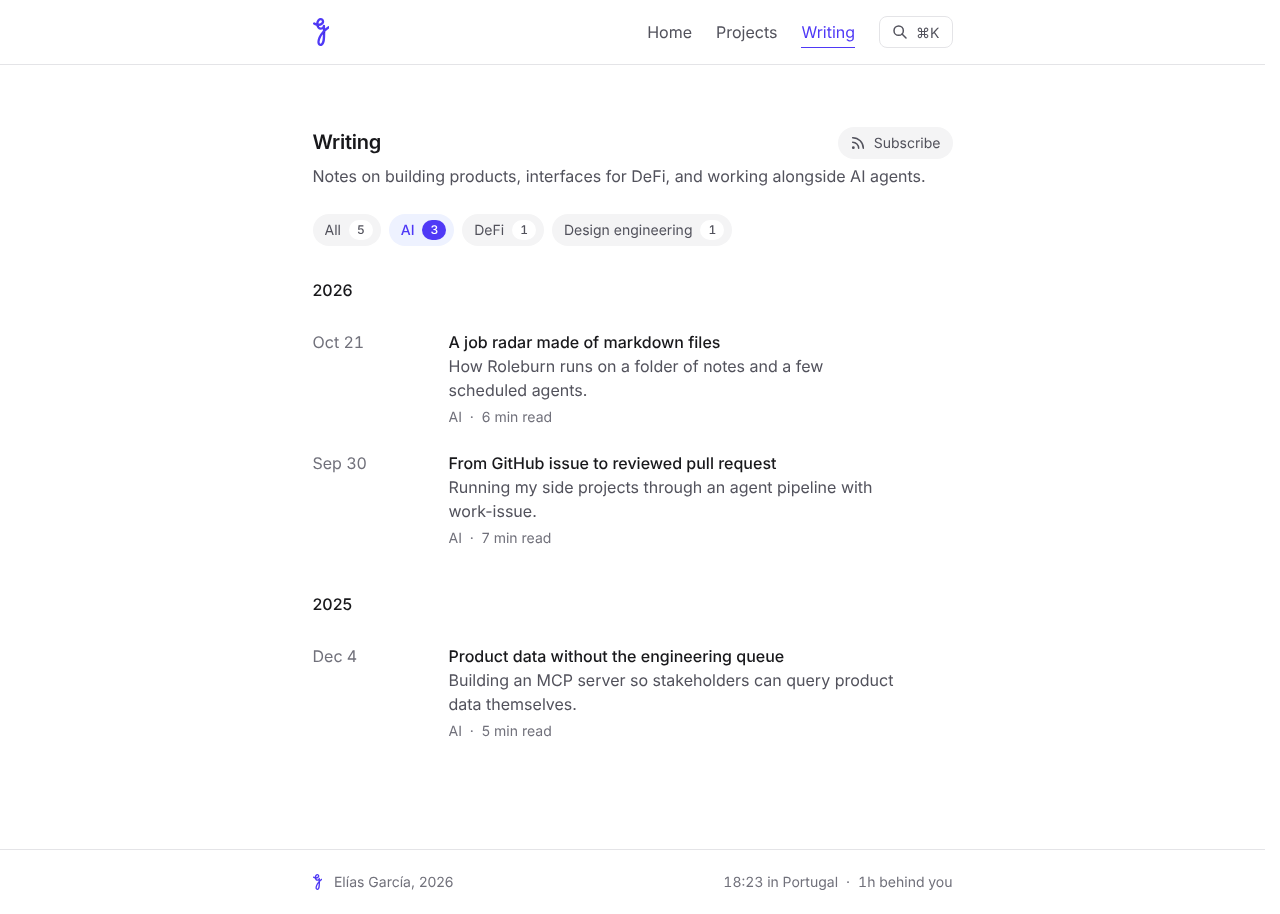 Home Projects Writing ⌘K
Writing
Subscribe
Notes on building products, interfaces for DeFi, and working alongside AI agents.
All 5 AI 3 DeFi 1 Design engineering 1
2026
Oct 21
A job radar made of markdown files
How Roleburn runs on a folder of notes and a few
scheduled agents.
AI · 6 min read
Sep 30
From GitHub issue to reviewed pull request
Running my side projects through an agent pipeline with
work-issue.
AI · 7 min read
2025
Dec 4
Product data without the engineering queue
Building an MCP server so stakeholders can query product
data themselves.
AI · 5 min read
Elías García, 2026
18:23 in Portugal · 1h behind you